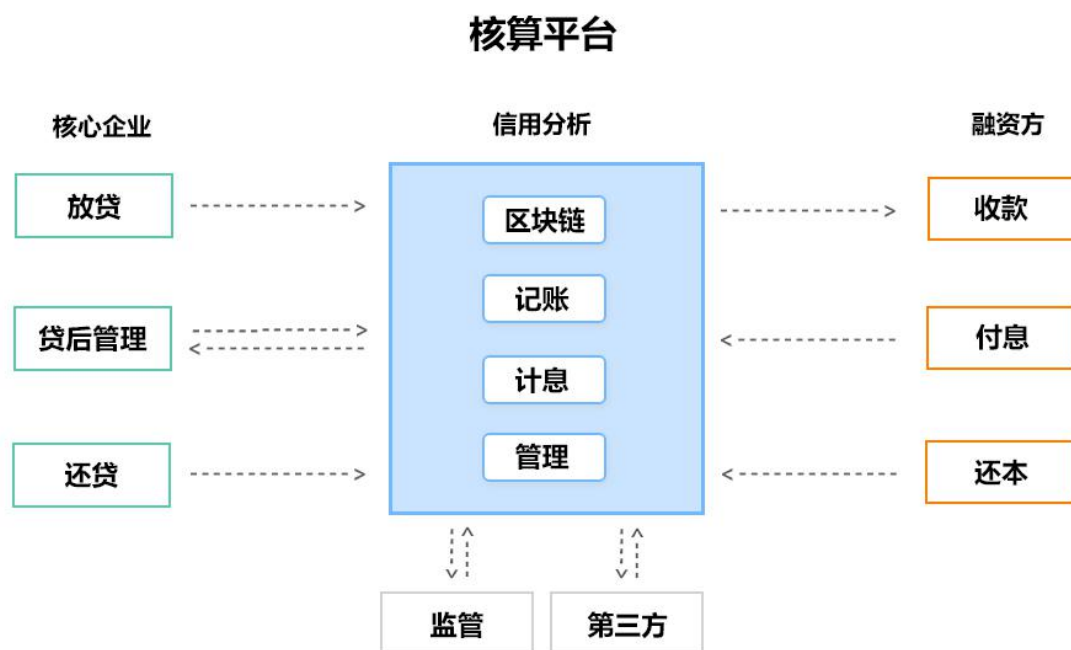 核算平台
核心企业
信用分析
融资方
放贷
区块链
收款
记账
贷后管理
付息
计息
还贷
管理
还本
监管
第三方